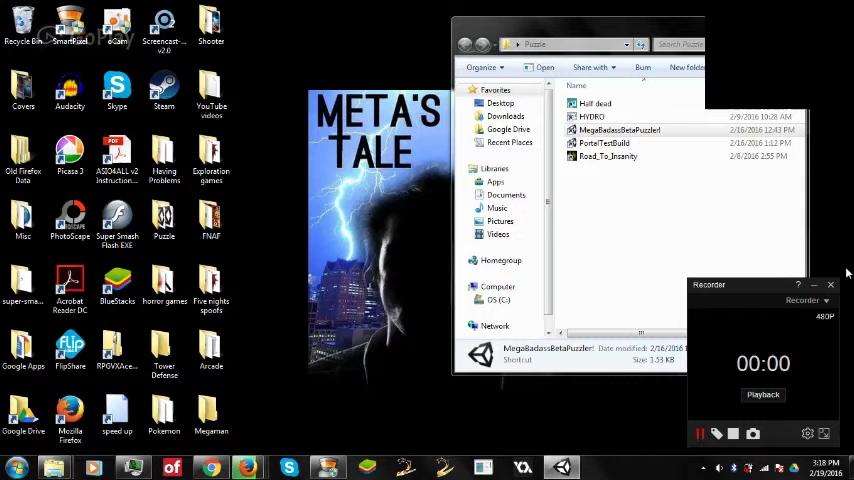 Recycle Bin
SmartPixel
oCam
Screencast-...
v2.0
Shooter
Covers
Audacity
Skype
Steam
YouTube
videos
Old Firefox
Data
Picasa 3
ASIO4ALL v2
Instruction...
Having
Problems
Exploration
games
Misc
PhotoScape
Super Smash
Flash EXE
Puzzle
FNAF
super-sma...
Acrobat
Reader DC
BlueStacks
horror games
Five nights
spoofs
Google Apps
FlipShare
RPGVXAce...
Tower
Defense
Arcade
Google Drive
Mozilla
Firefox
speed up
Pokemon
Megaman
META'S
TALE
Puzzle
Search Puzzle
Organize
Open
Share with
Burn
New folder
Favorites
Desktop
Downloads
Google Drive
Recent Places
Libraries
Apps
Documents
Music
Pictures
Videos
Homegroup
Computer
OS (C:)
Network
Name
Half dead
HYDRO 2/9/2016 10:28 AM
MegaBadassBetaPuzzler! 2/16/2016 12:43 PM
PortalTestBuild 2/16/2016 1:12 PM
Road_To_Insanity 2/8/2016 2:55 PM
MegaBadassBetaPuzzler! Date modified: 2/16/201
Shortcut Size: 1.53 KB
Recorder
Recorder
480P
00:00
Playback
3:18 PM
2/19/2016